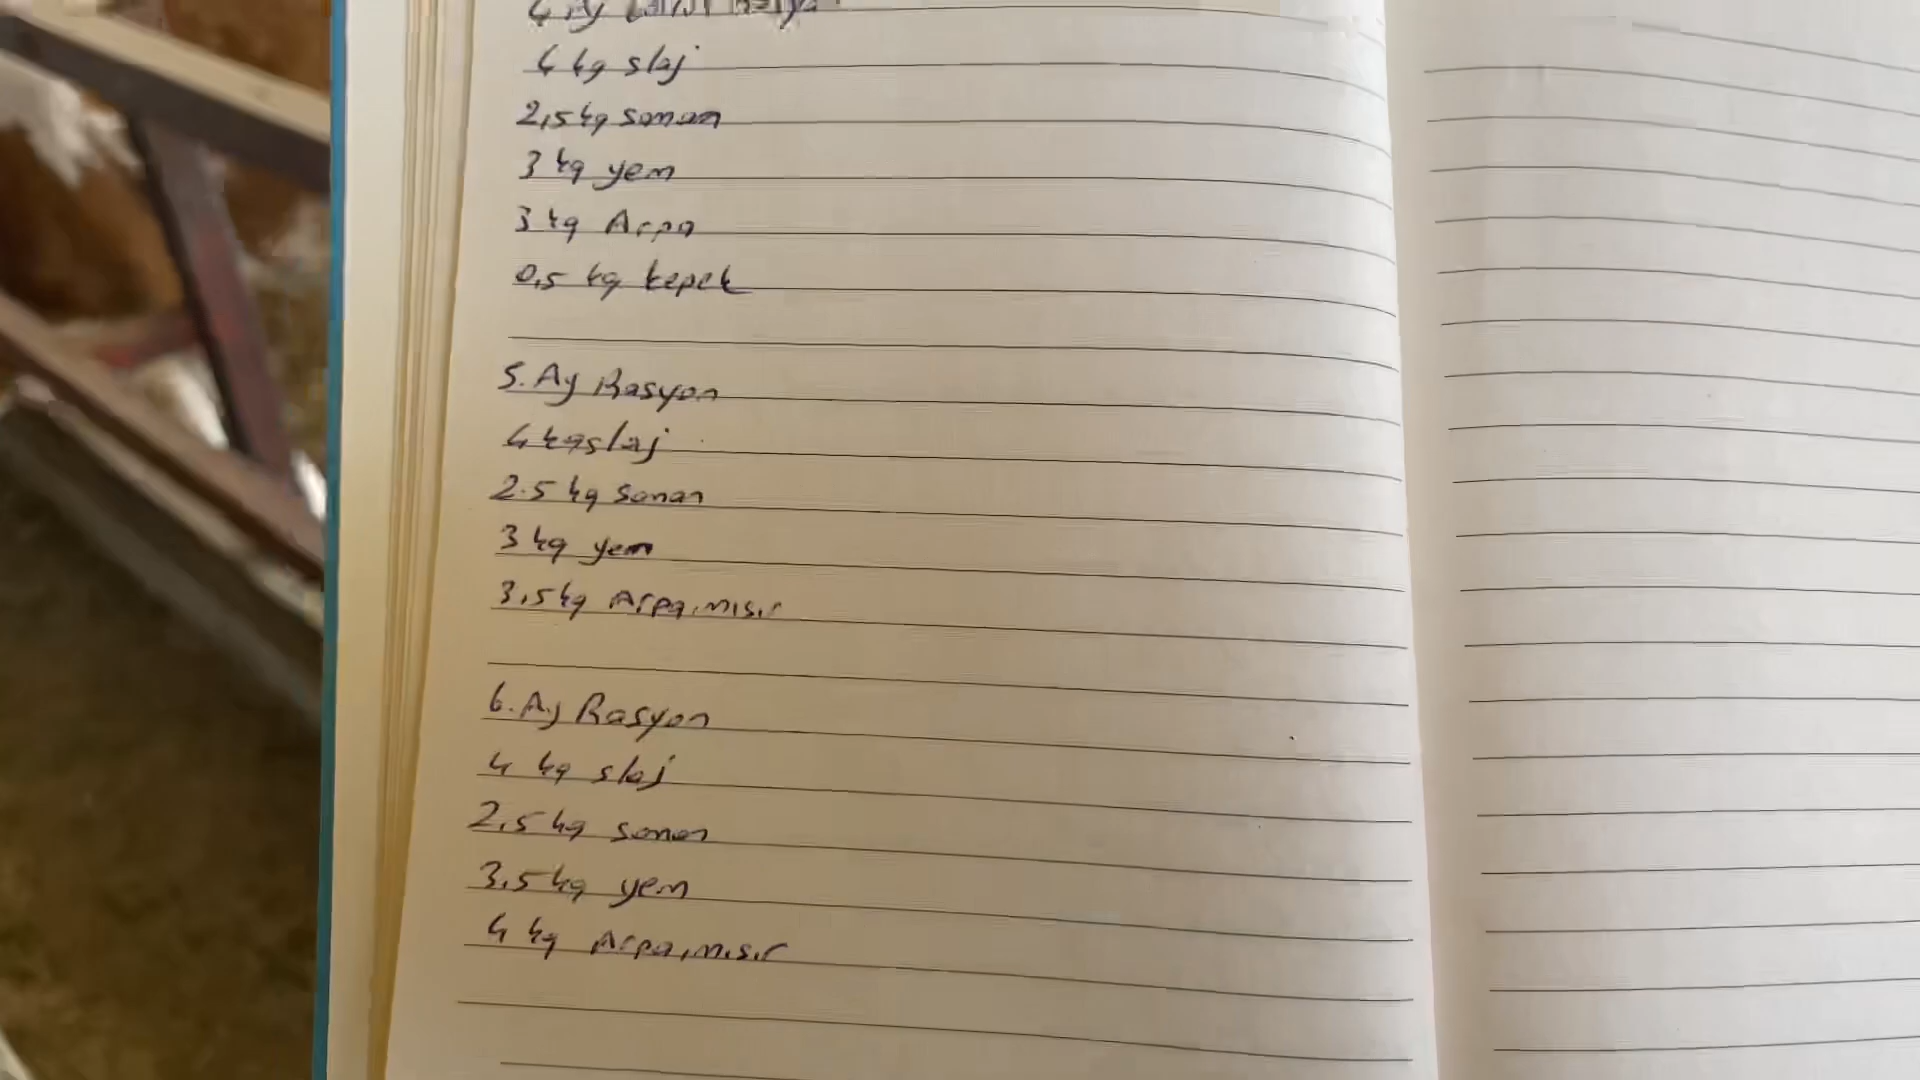 4. Ay
4 kg slaj
2,5 kg saman
3 kg yem
3 kg Arpa
0,5 kg kepek
5. Ay Rasyon
4 kg slaj
2.5 kg saman
3 kg yem
3,5 kg Arpa, mısır
6. Ay Rasyon
4 kg slaj
2,5 kg saman
3,5 kg yem
4 kg Arpa, mısır